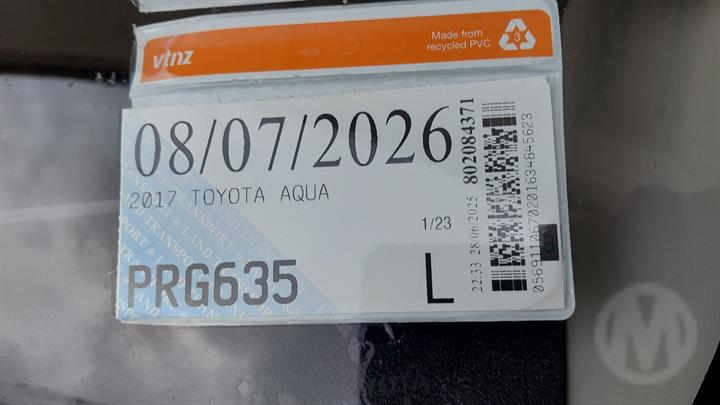 vtnz
Made from
recycled PVC
3
08/07/2026
2017 TOYOTA AQUA
1/23
PRG635
L
22:33 28/06/2025
802084371
M